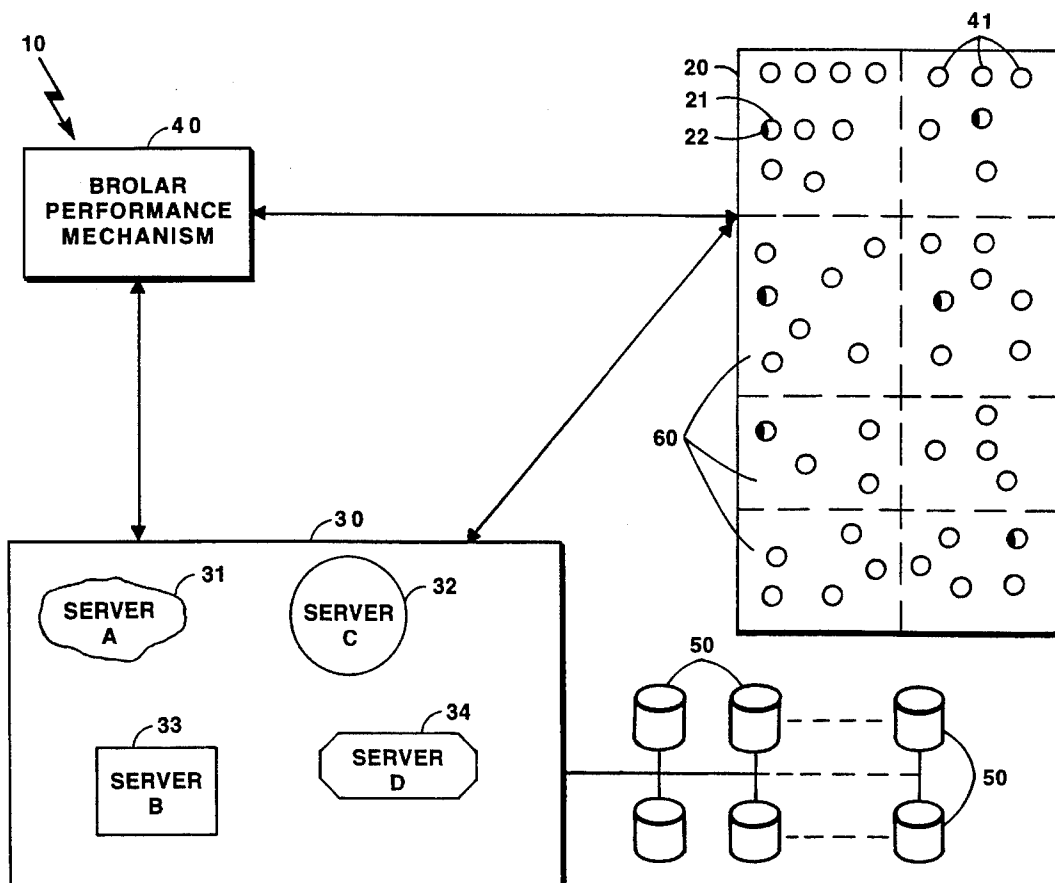 10
40
BROLAR
PERFORMANCE
MECHANISM
41
20
21
22
60
30
31
SERVER
A
32
SERVER
C
33
SERVER
B
34
SERVER
D
50
50